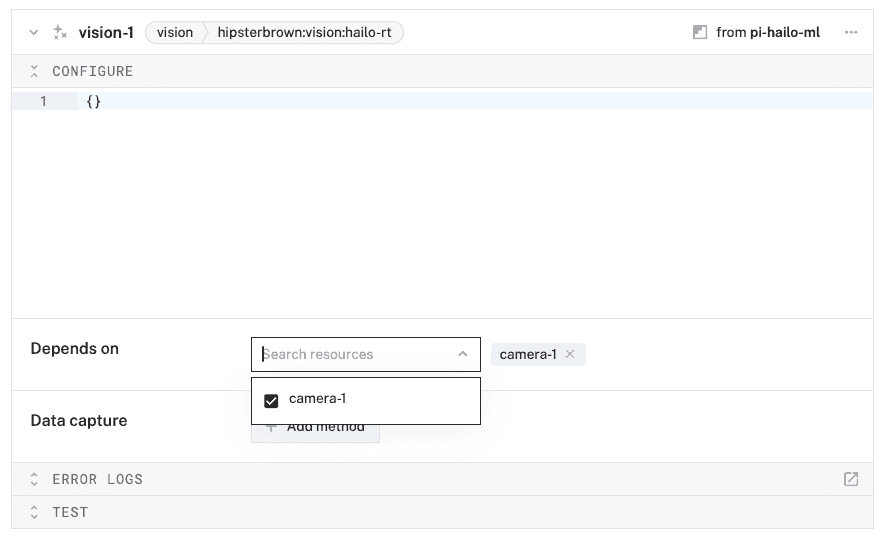 vision-1 vision hipsterbrown:vision:hailo-rt from pi-hailo-ml
CONFIGURE
1 {}
Depends on Search resources camera-1
camera-1
Data capture Add method
ERROR LOGS
TEST